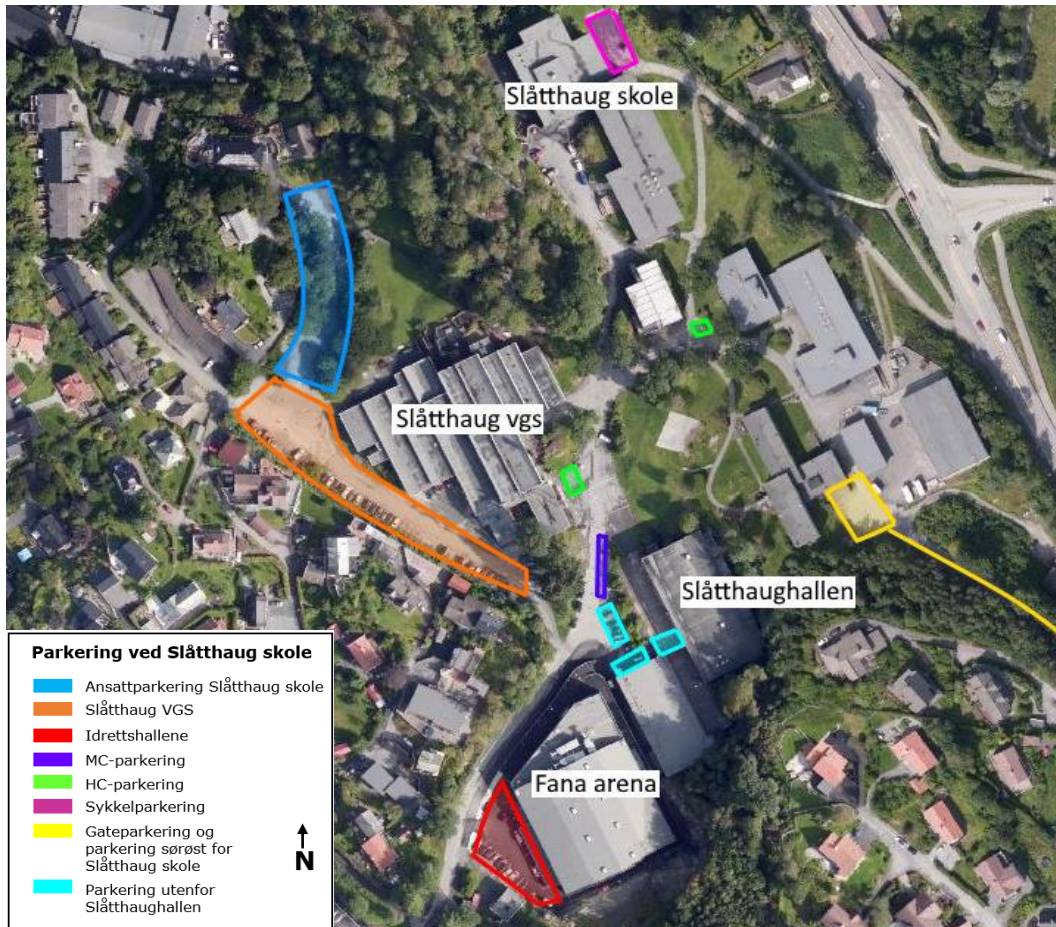 Slåtthaug skole
Slåtthaug vgs
Slåtthaughallen
Fana arena
Parkering ved Slåtthaug skole
Ansattparkering Slåtthaug skole
Slåtthaug VGS
Idrettshallene
MC-parkering
HC-parkering
Sykkelparkering
Gateparkering og
parkering sørøst for
Slåtthaug skole
Parkering utenfor
Slåtthaughallen
N